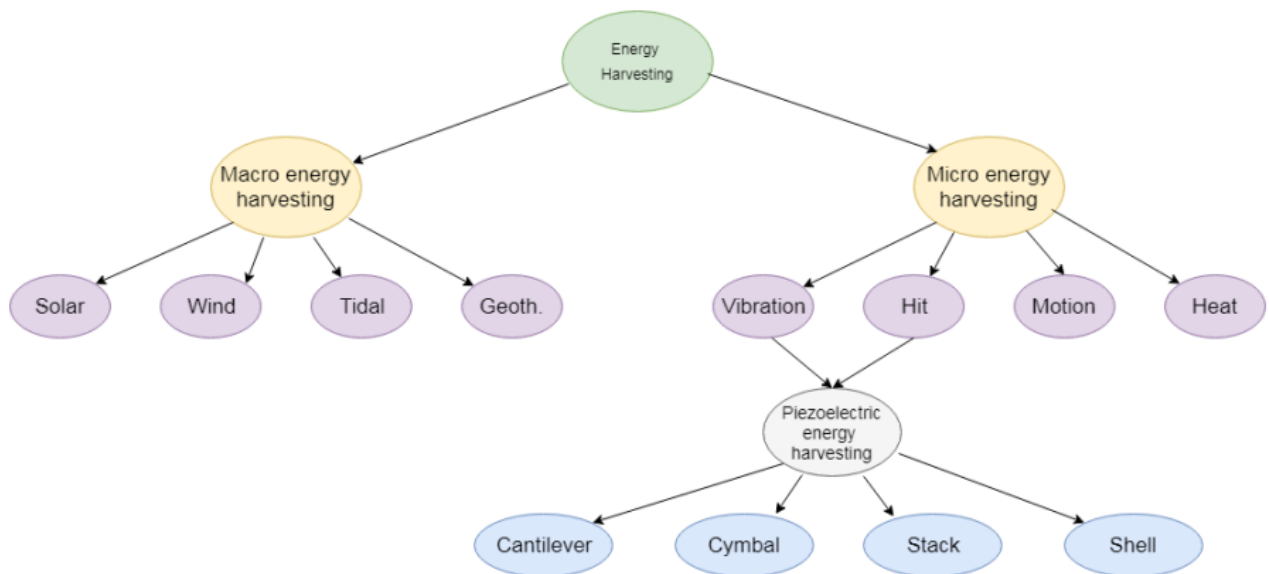 Energy
Harvesting
Macro energy
harvesting
Micro energy
harvesting
Solar
Wind
Tidal
Geoth.
Vibration
Hit
Motion
Heat
Piezoelectric
energy
harvesting
Cantilever
Cymbal
Stack
Shell